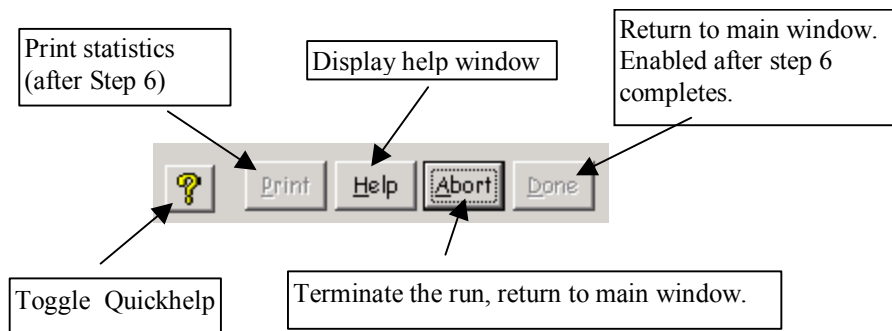 Print statistics
(after Step 6)
Display help window
Return to main window.
Enabled after step 6
completes.
?
Print
Help
Abort
Done
Toggle Quickhelp
Terminate the run, return to main window.